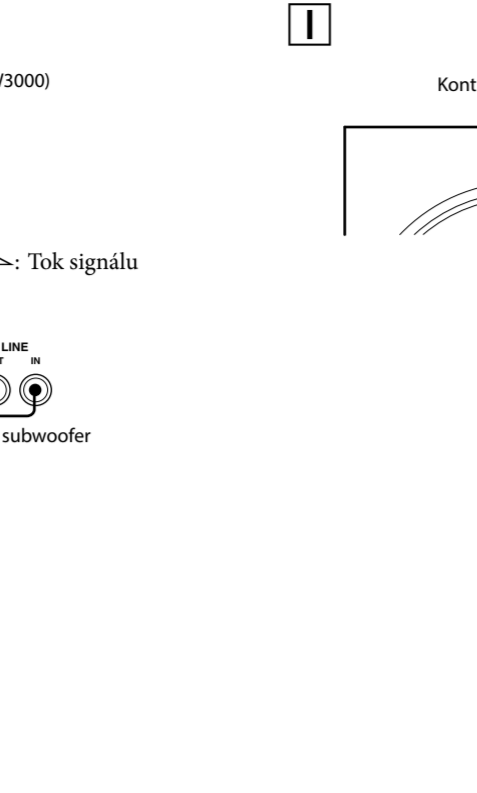 I
/3000)
Kont
: Tok signálu
LINE
T IN
subwoofer